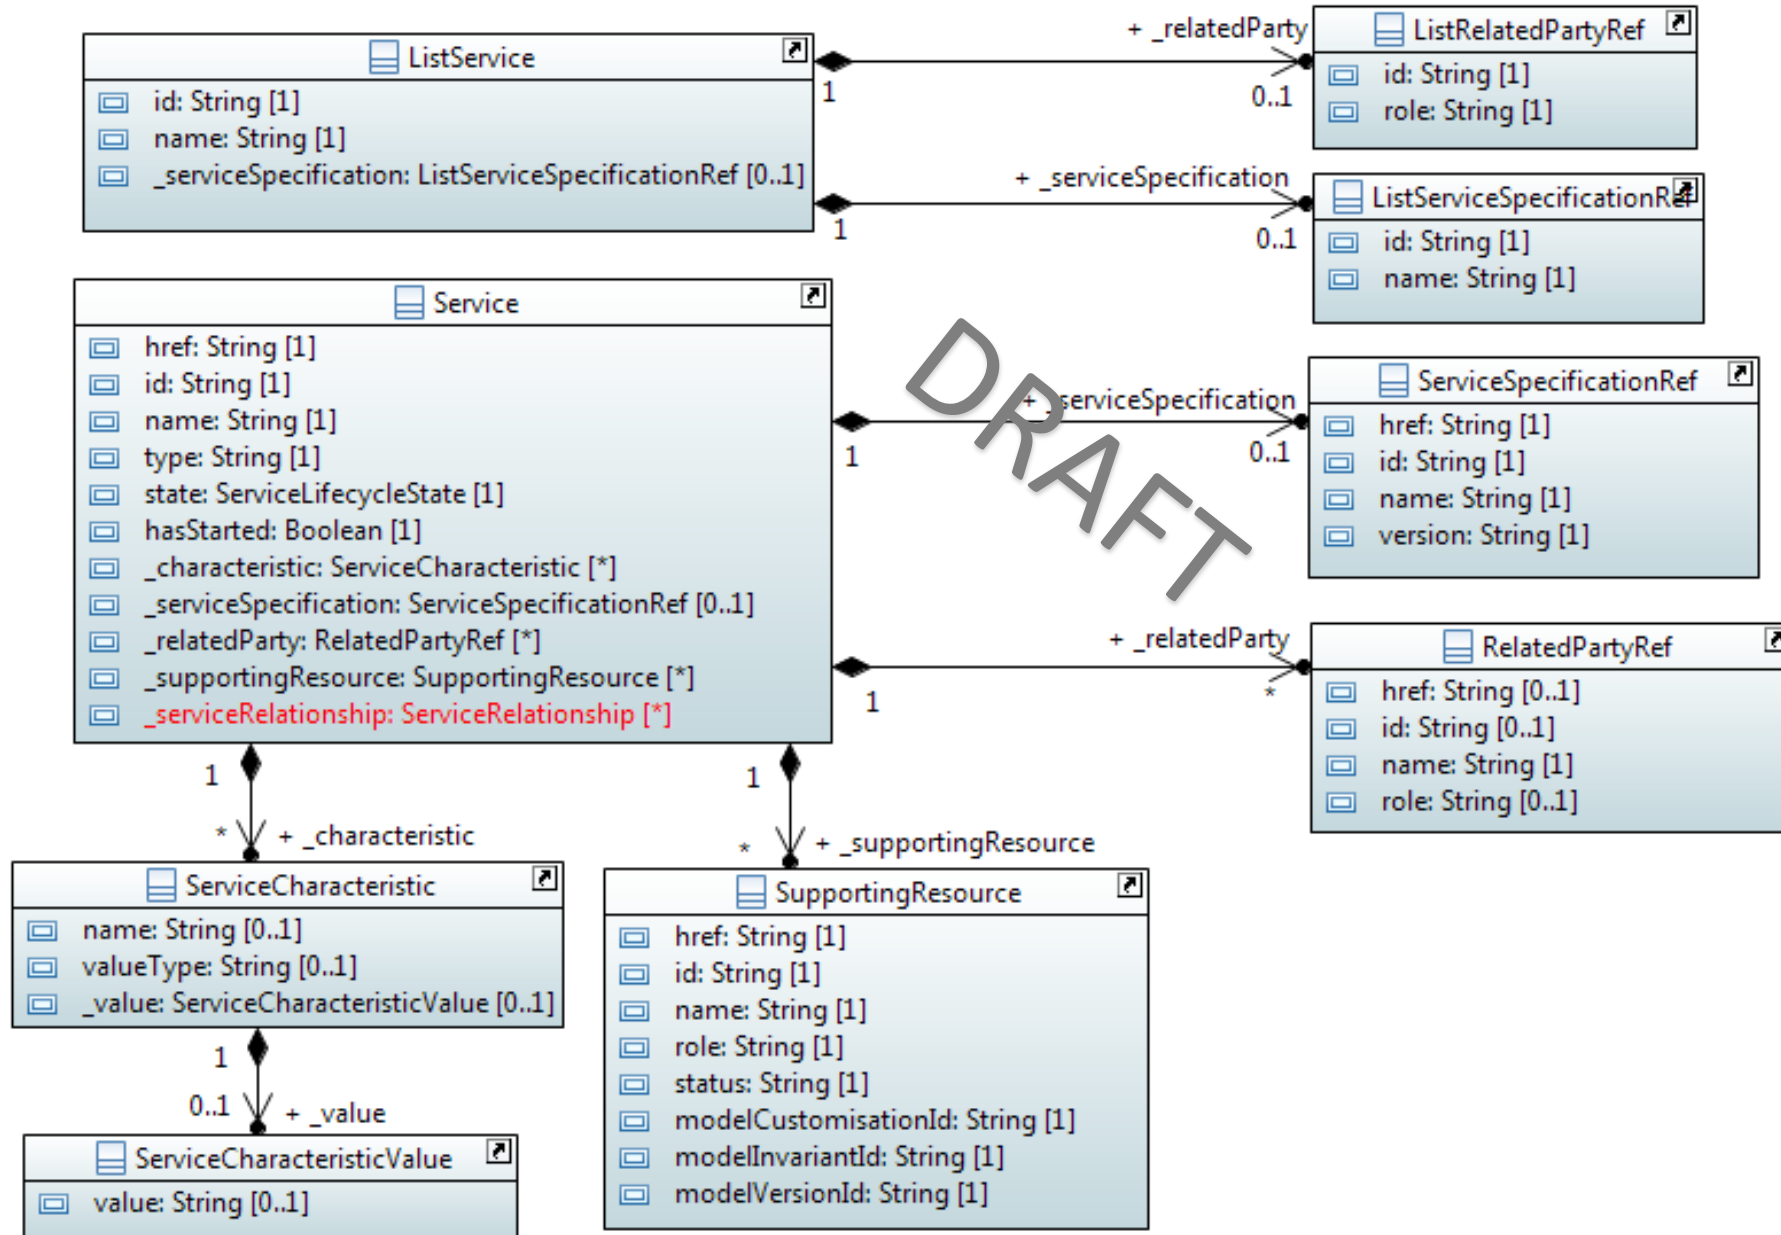 ListService
id: String [1]
name: String [1]
_serviceSpecification: ListServiceSpecificationRef [0..1]
+ _relatedParty
1
0..1
ListRelatedPartyRef
id: String [1]
role: String [1]
+ _serviceSpecification
1
0..1
ListServiceSpecificationRef
id: String [1]
name: String [1]
Service
href: String [1]
id: String [1]
name: String [1]
type: String [1]
state: ServiceLifecycleState [1]
hasStarted: Boolean [1]
_characteristic: ServiceCharacteristic [*]
_serviceSpecification: ServiceSpecificationRef [0..1]
_relatedParty: RelatedPartyRef [*]
_supportingResource: SupportingResource [*]
_serviceRelationship: ServiceRelationship [*]
DRAFT
+ _serviceSpecification
1
0..1
ServiceSpecificationRef
href: String [1]
id: String [1]
name: String [1]
version: String [1]
+ _relatedParty
1
*
RelatedPartyRef
href: String [0..1]
id: String [0..1]
name: String [1]
role: String [0..1]
1
* + _characteristic
ServiceCharacteristic
name: String [0..1]
valueType: String [0..1]
_value: ServiceCharacteristicValue [0..1]
1
0..1 + _value
ServiceCharacteristicValue
value: String [0..1]
1
* + _supportingResource
SupportingResource
href: String [1]
id: String [1]
name: String [1]
role: String [1]
status: String [1]
modelCustomisationId: String [1]
modelInvariantId: String [1]
modelVersionId: String [1]